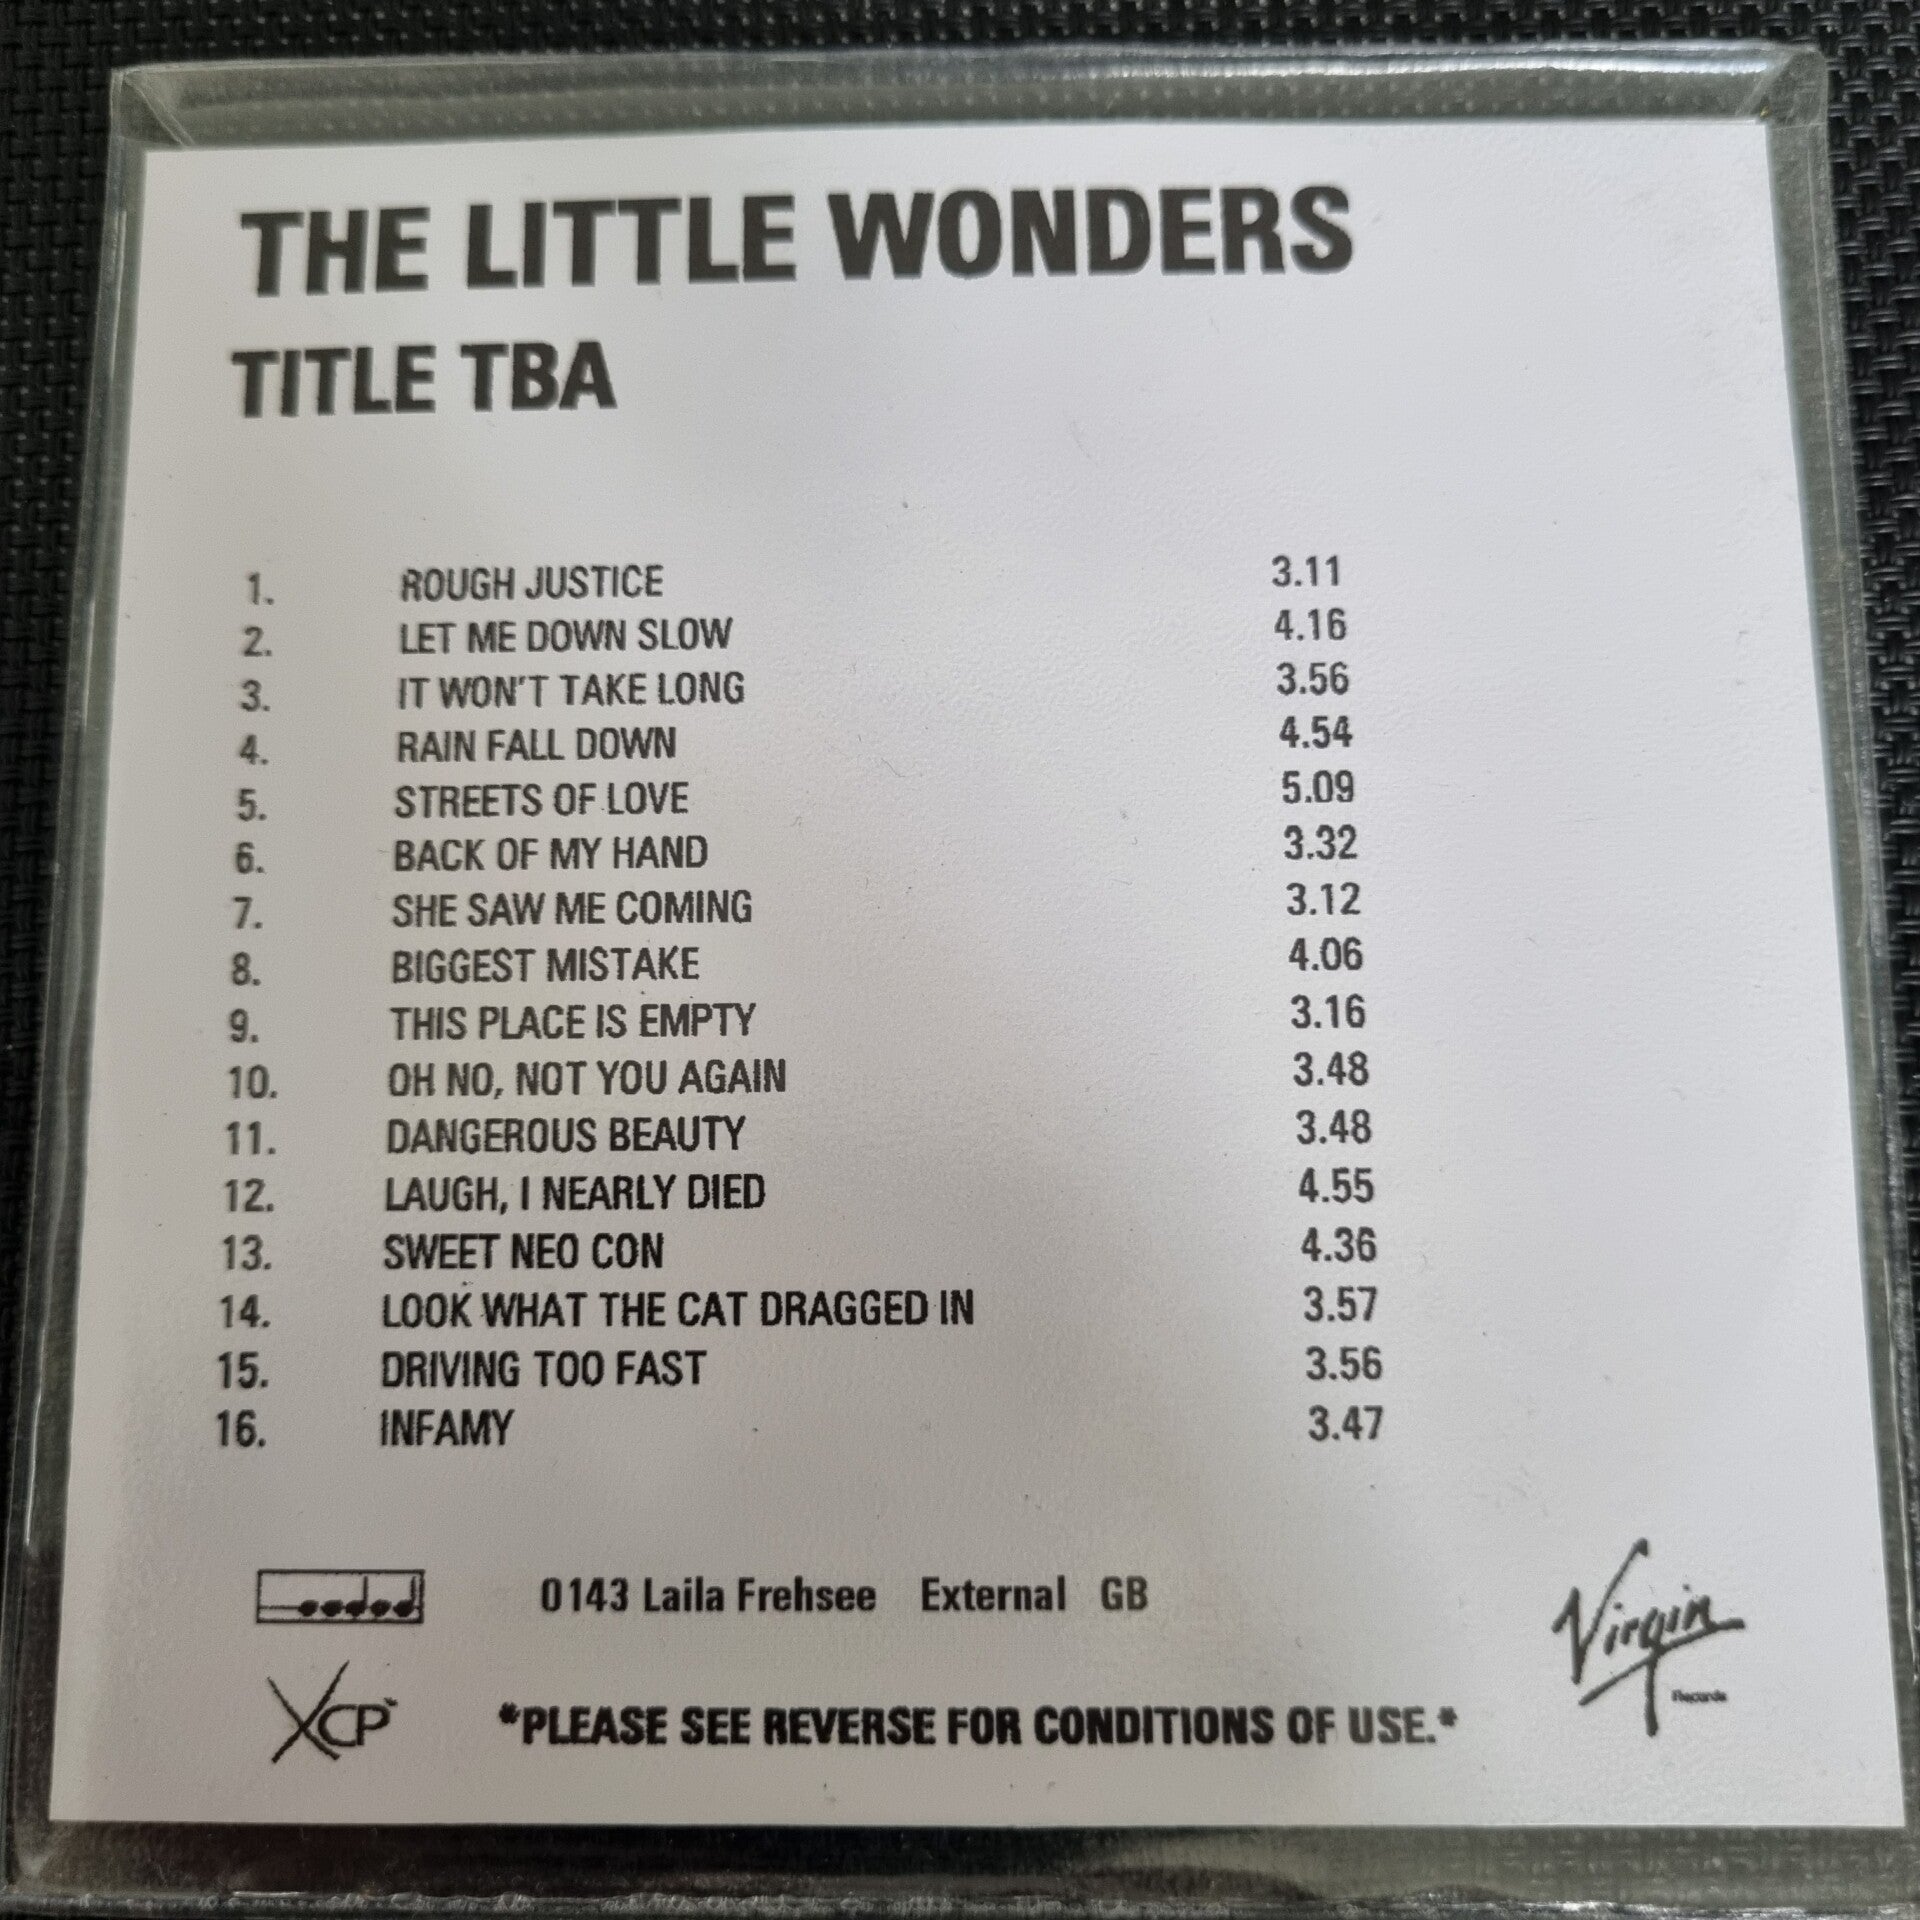 THE LITTLE WONDERS
TITLE TBA
1. ROUGH JUSTICE 3.11
2. LET ME DOWN SLOW 4.16
3. IT WON'T TAKE LONG 3.56
4. RAIN FALL DOWN 4.54
5. STREETS OF LOVE 5.09
6. BACK OF MY HAND 3.32
7. SHE SAW ME COMING 3.12
8. BIGGEST MISTAKE 4.06
9. THIS PLACE IS EMPTY 3.16
10. OH NO, NOT YOU AGAIN 3.48
11. DANGEROUS BEAUTY 3.48
12. LAUGH, I NEARLY DIED 4.55
13. SWEET NEO CON 4.36
14. LOOK WHAT THE CAT DRAGGED IN 3.57
15. DRIVING TOO FAST 3.56
16. INFAMY 3.47
0143 Laila Frehsee External GB
Virgin
Records
XCP™
*PLEASE SEE REVERSE FOR CONDITIONS OF USE.*